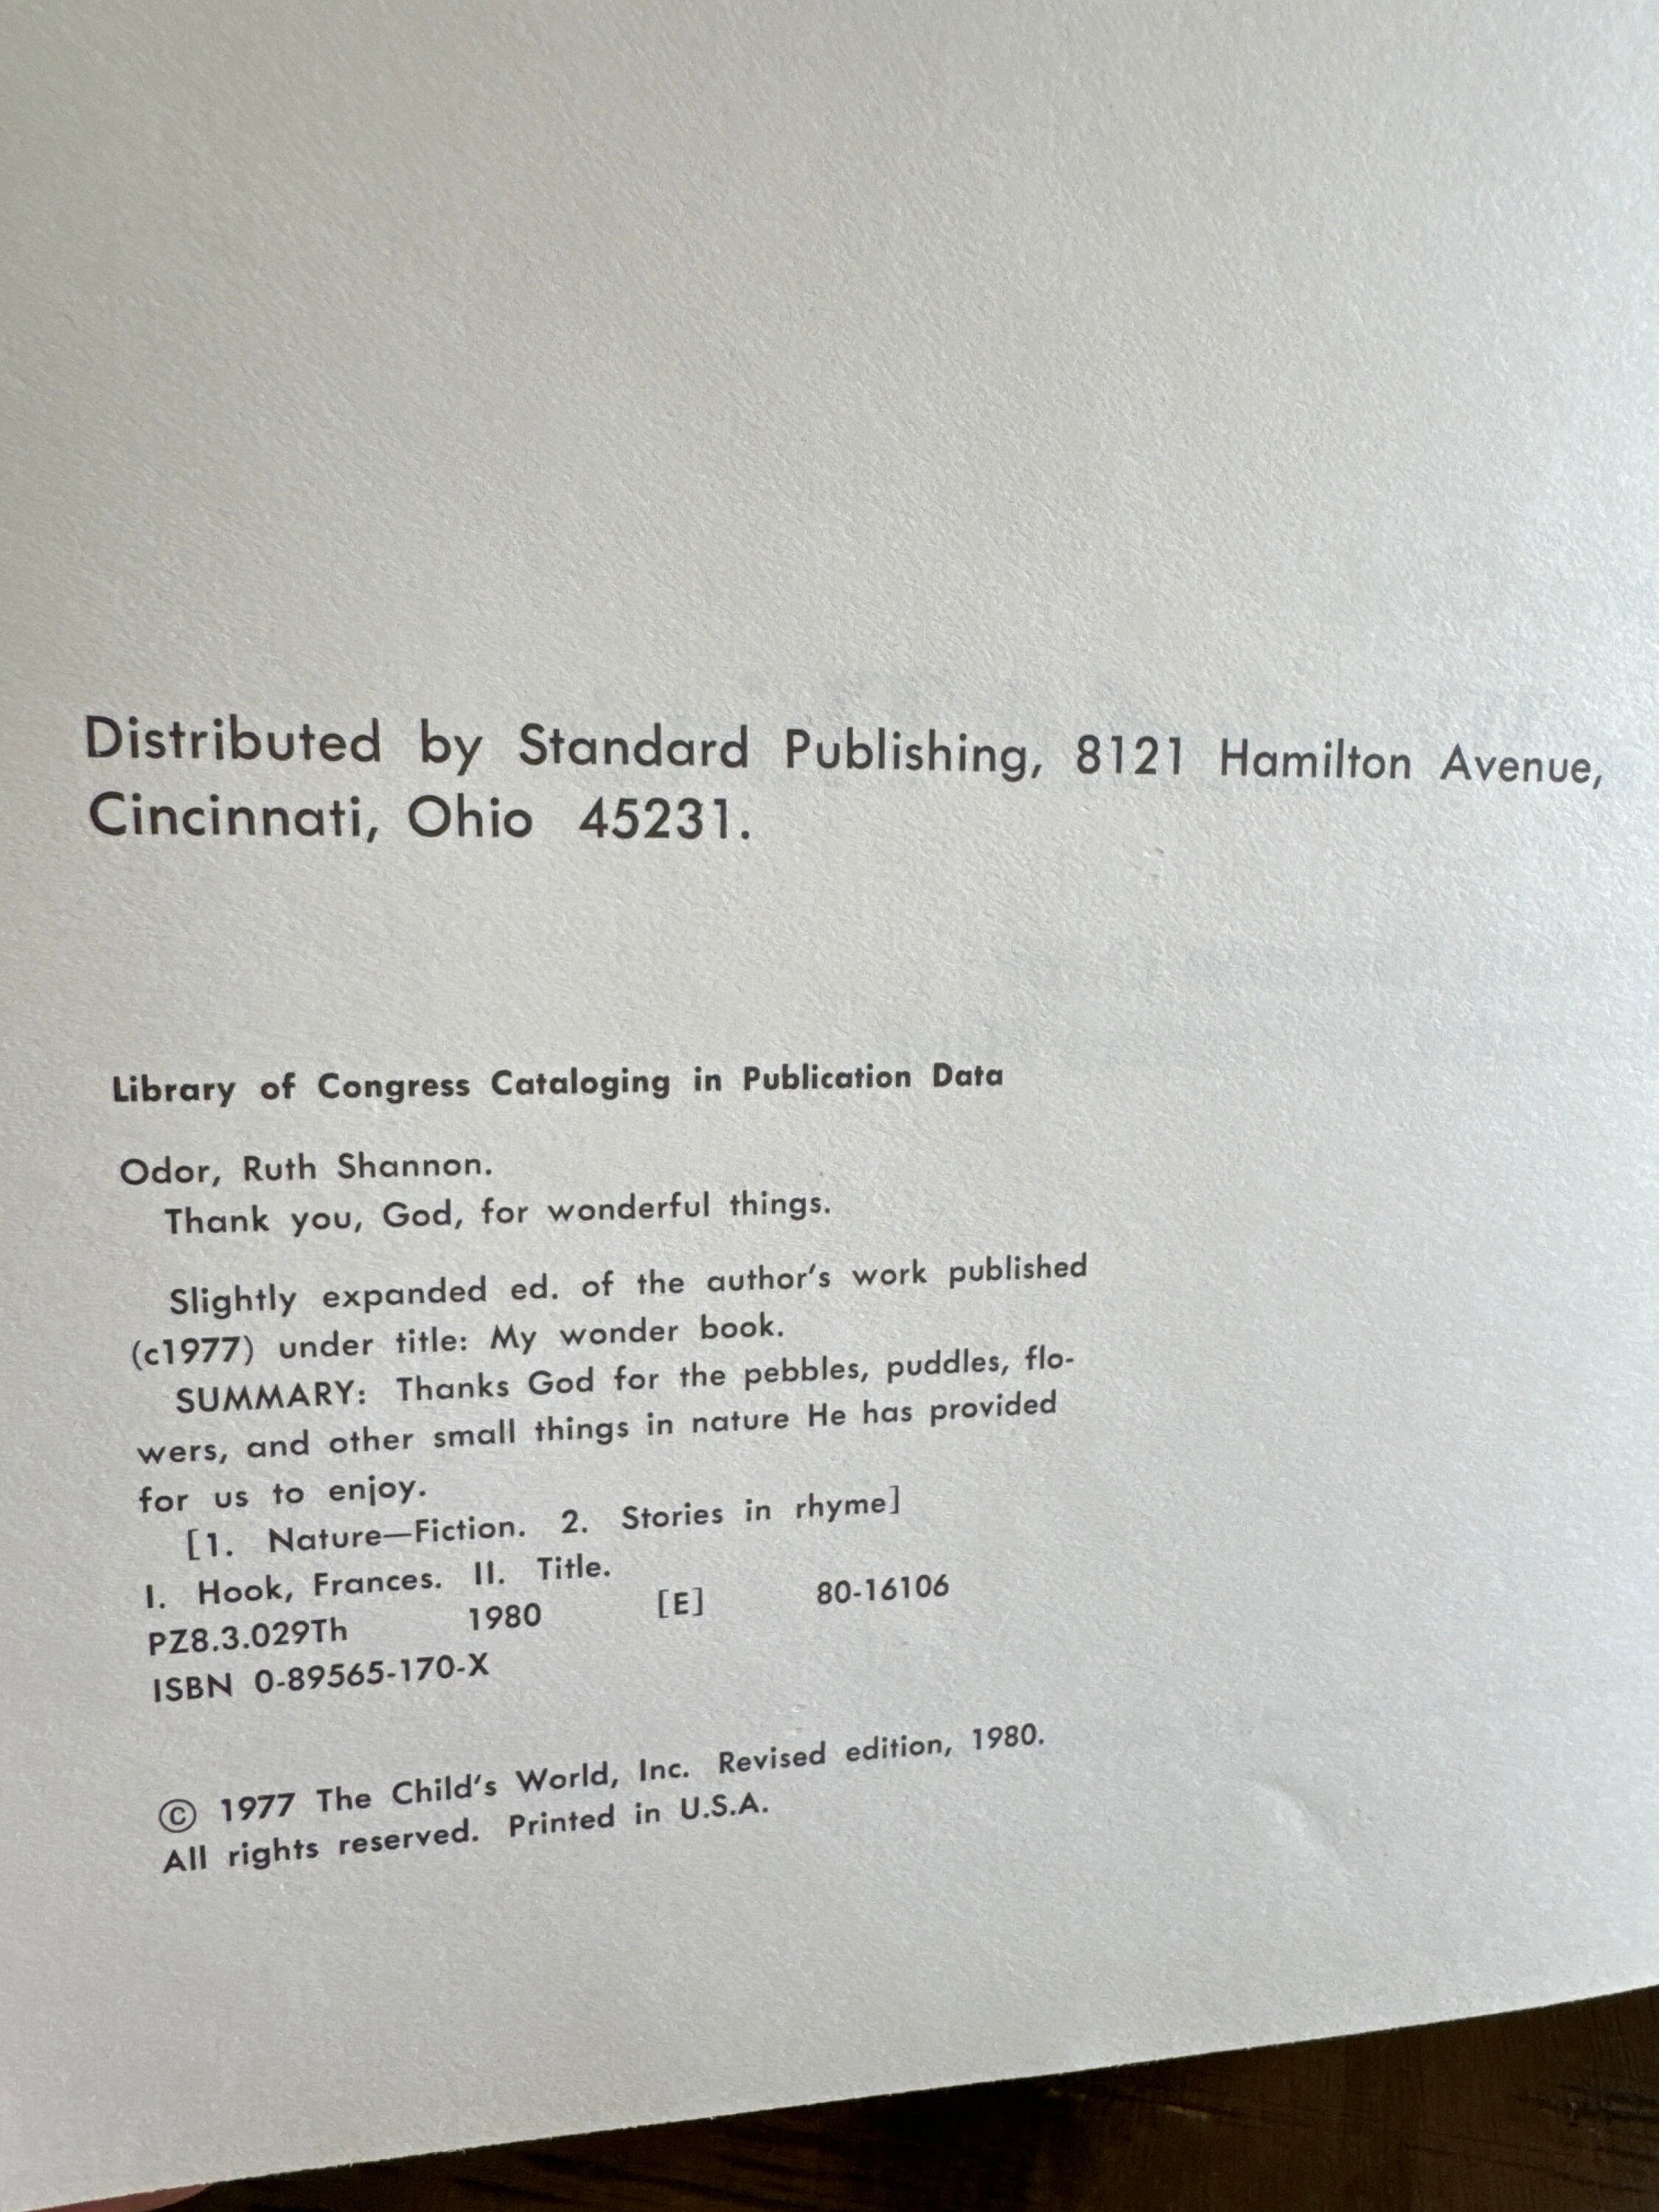 Distributed by Standard Publishing, 8121 Hamilton Avenue,
Cincinnati, Ohio 45231.
Library of Congress Cataloging in Publication Data
Odor, Ruth Shannon.
Thank you, God, for wonderful things.
Slightly expanded ed. of the author's work published
(c1977) under title: My wonder book.
SUMMARY: Thanks God for the pebbles, puddles, flo-
wers, and other small things in nature He has provided
for us to enjoy.
[1. Nature—Fiction. 2. Stories in rhyme]
I. Hook, Frances. II. Title.
PZ8.3.029Th 1980 [E] 80-16106
ISBN 0-89565-170-X
© 1977 The Child's World, Inc. Revised edition, 1980.
All rights reserved. Printed in U.S.A.